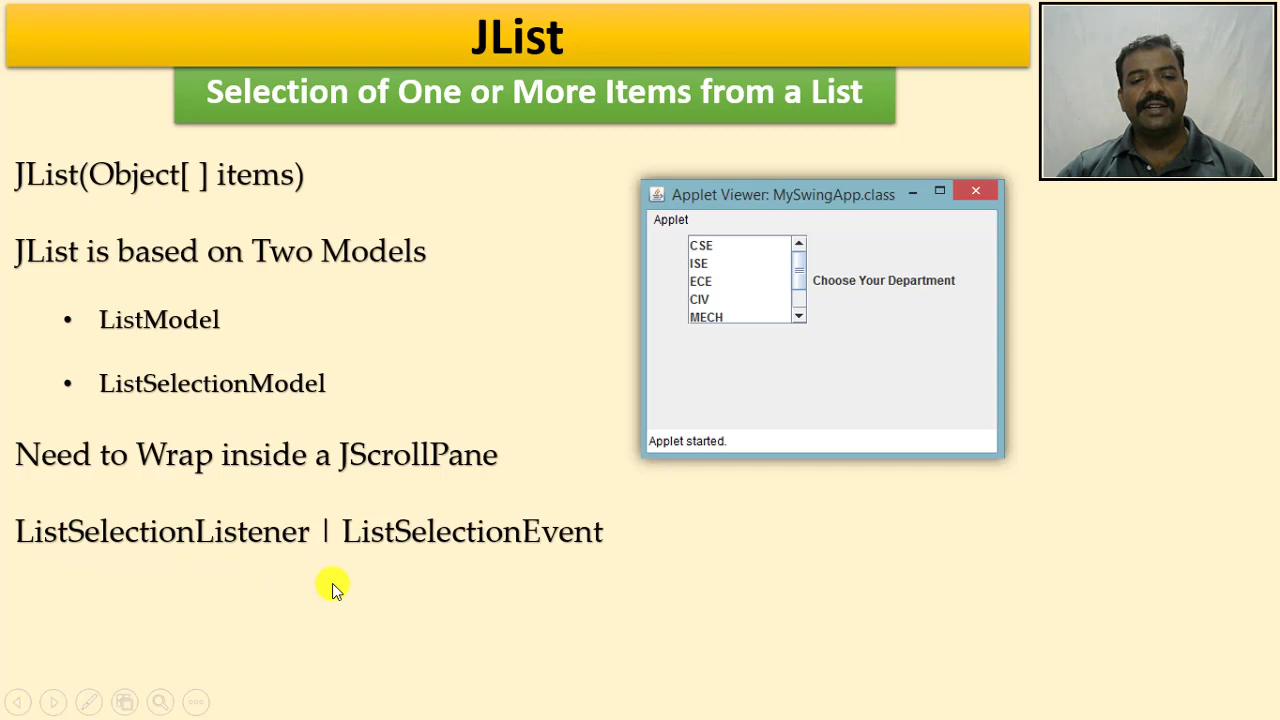 JList
Selection of One or More Items from a List
JList(Object[ ] items)
JList is based on Two Models
• ListModel
• ListSelectionModel
Need to Wrap inside a JScrollPane
ListSelectionListener | ListSelectionEvent
Applet Viewer: MySwingApp.class
Applet
CSE
ISE
ECE
CIV
MECH
Choose Your Department
Applet started.